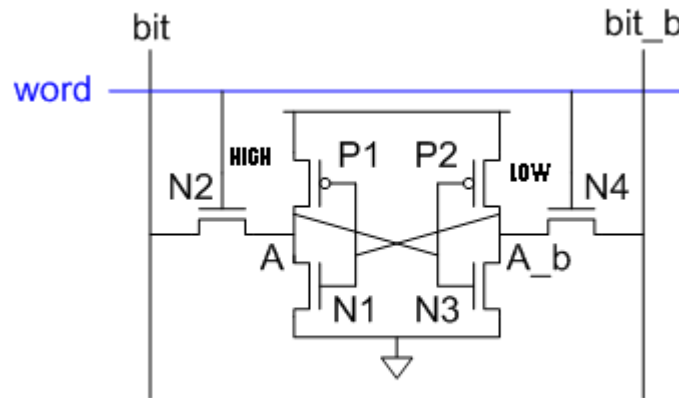 bit bit_b
word
HIGH P1 P2 LOW
N2 N4
A A_b
N1 N3